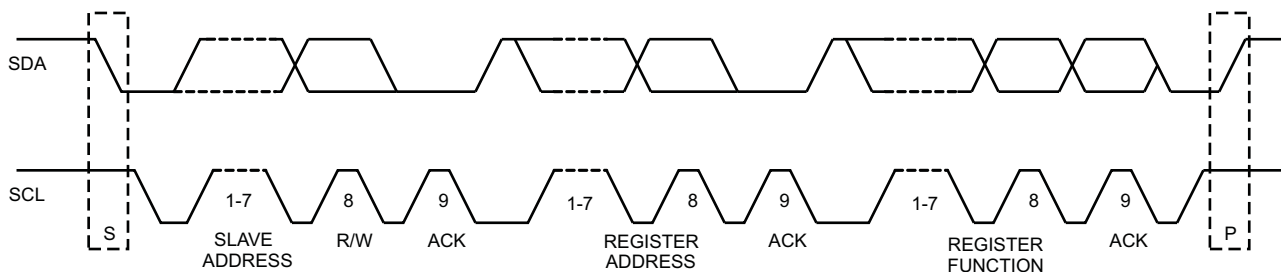 SDA
SCL
S
1-7
8
9
1-7
8
9
1-7
8
9
P
SLAVE
ADDRESS
R/W
ACK
REGISTER
ADDRESS
ACK
REGISTER
FUNCTION
ACK